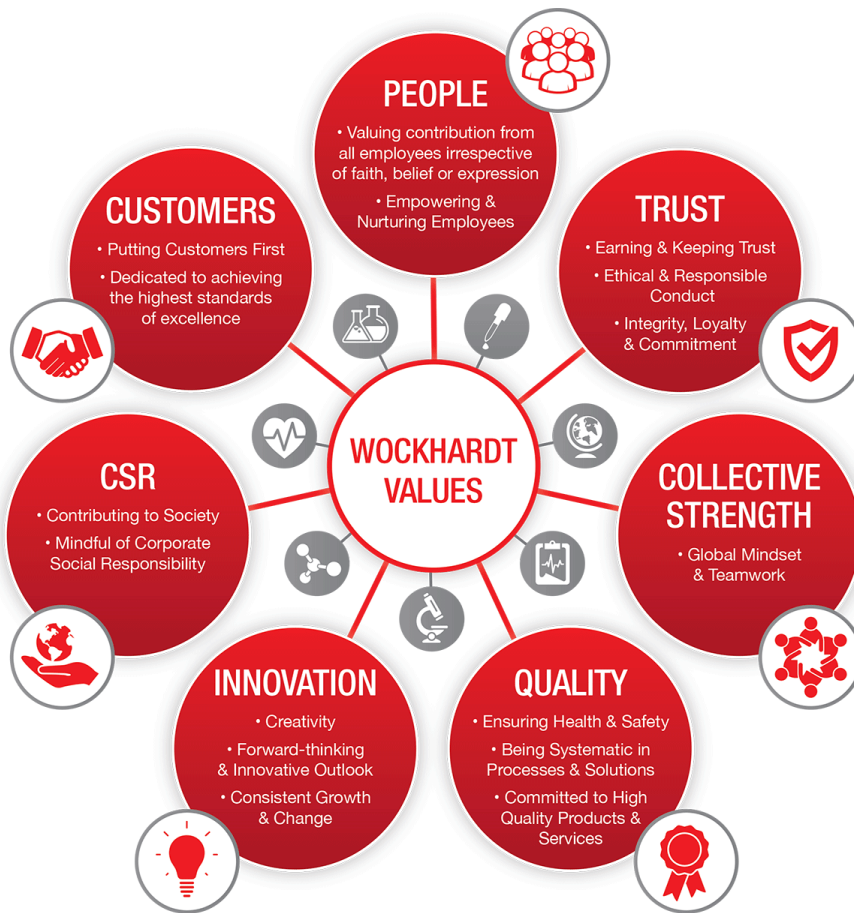 PEOPLE
• Valuing contribution from
all employees irrespective
of faith, belief or expression
• Empowering &
Nurturing Employees
CUSTOMERS
• Putting Customers First
• Dedicated to achieving
the highest standards
of excellence
TRUST
• Earning & Keeping Trust
• Ethical & Responsible
Conduct
• Integrity, Loyalty
& Commitment
WOCKHARDT
VALUES
CSR
• Contributing to Society
• Mindful of Corporate
Social Responsibility
COLLECTIVE
STRENGTH
• Global Mindset
& Teamwork
INNOVATION
• Creativity
• Forward-thinking
& Innovative Outlook
• Consistent Growth
& Change
QUALITY
• Ensuring Health & Safety
• Being Systematic in
Processes & Solutions
• Committed to High
Quality Products &
Services